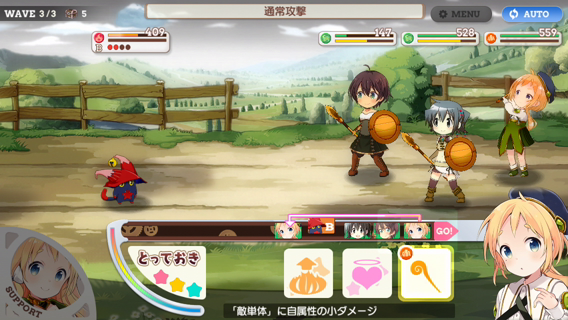 WAVE 3/3 5
通常攻撃
MENU
AUTO
409
B
147
528
559
B
GO!
とっておき
SUPPORT
「敵単体」に自属性の小ダメージ